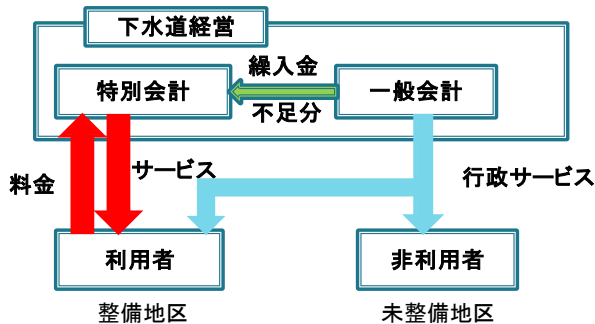 下水道経営
繰入金
特別会計
一般会計
不足分
料金
サービス
行政サービス
利用者
非利用者
整備地区
未整備地区